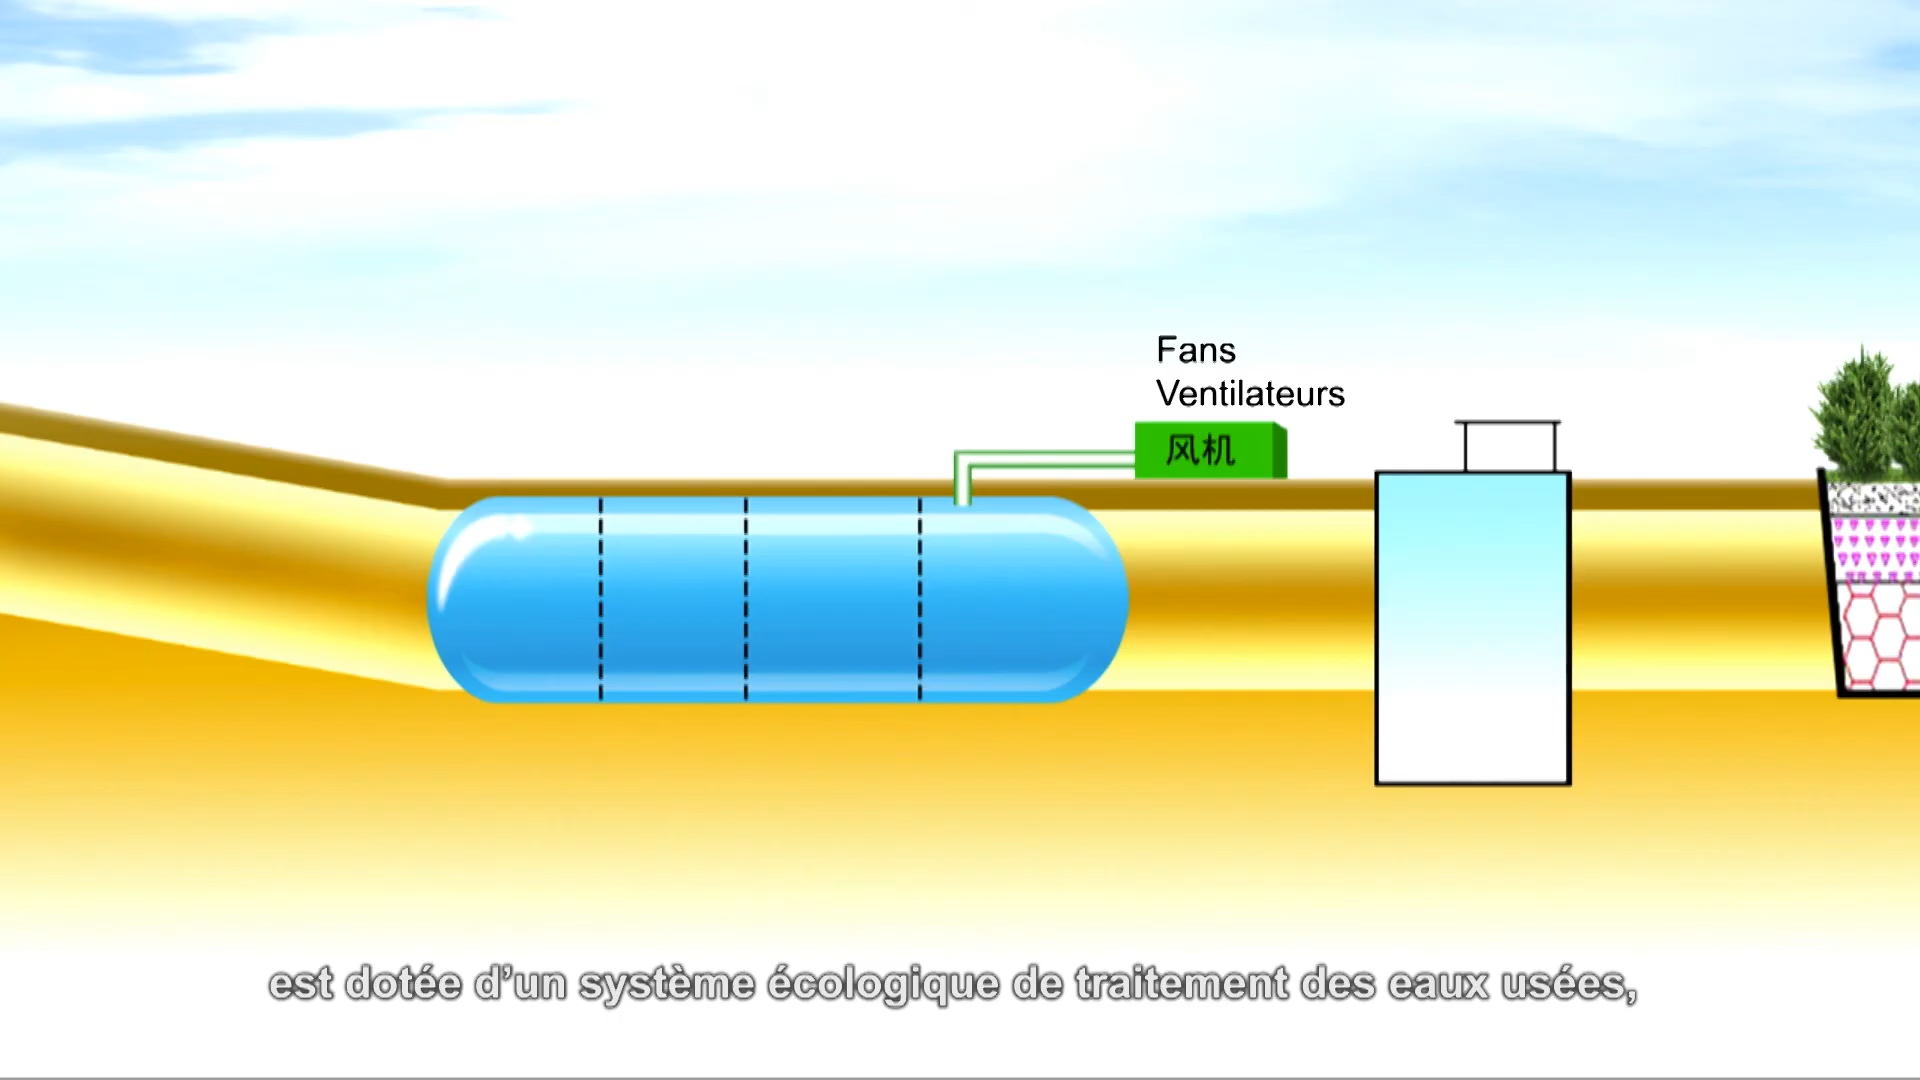 Fans
Ventilateurs
风机
est dotée d’un système écologique de traitement des eaux usées,